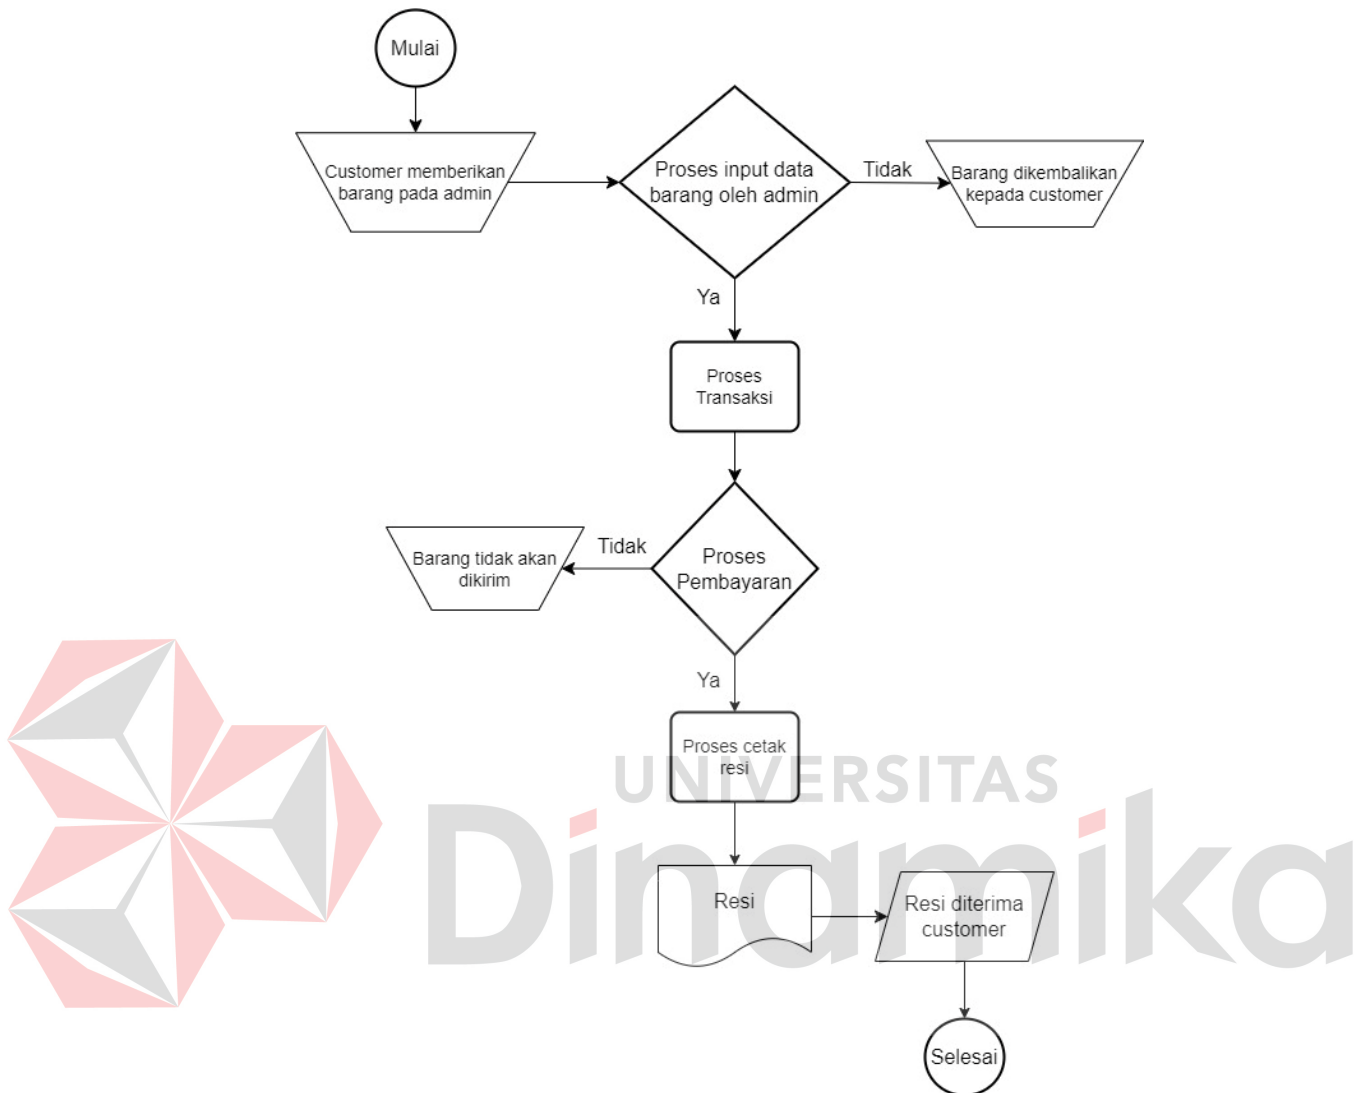 Mulai
Customer memberikan
barang pada admin
Proses input data
barang oleh admin
Tidak
Barang dikembalikan
kepada customer
Ya
Proses
Transaksi
Barang tidak akan
dikirim
Tidak
Proses
Pembayaran
Ya
Proses cetak
resi
UNIVERSITAS
Dinamika
Resi
Resi diterima
customer
Selesai